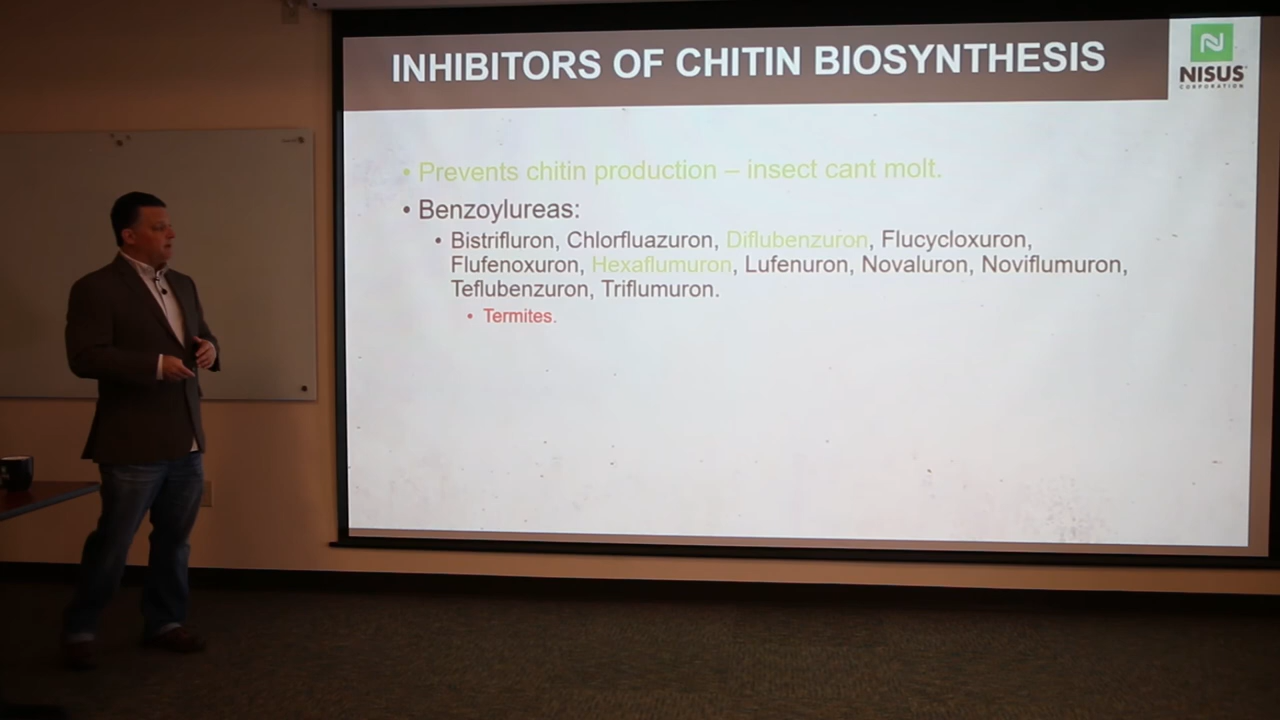 INHIBITORS OF CHITIN BIOSYNTHESIS
N
NISUS
CORPORATION
• Prevents chitin production – insect cant molt.
• Benzoylureas:
• Bistrifluron, Chlorfluazuron, Diflubenzuron, Flucycloxuron,
Flufenoxuron, Hexaflumuron, Lufenuron, Novaluron, Noviflumuron,
Teflubenzuron, Triflumuron.
• Termites.